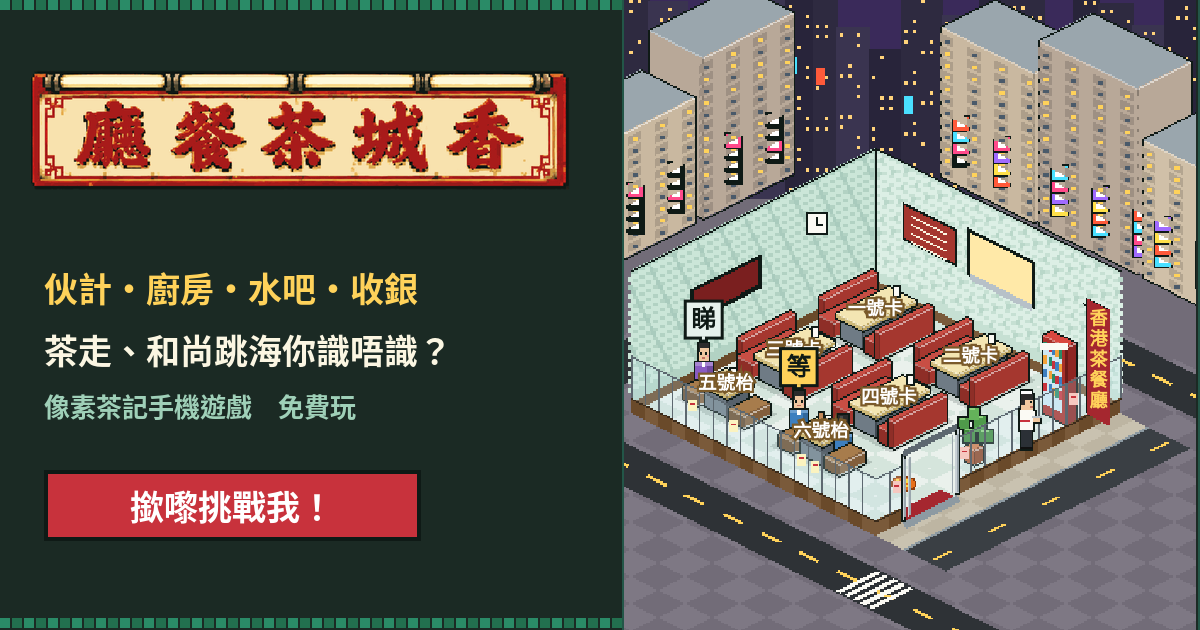 香城茶餐廳
伙計・廚房・水吧・收銀
茶走、和尚跳海你識唔識？
像素茶記手機遊戲　免費玩
撳嚟挑戰我！
睇
等
一號卡
二號卡
三號卡
四號卡
五號枱
六號枱
香港茶餐廳